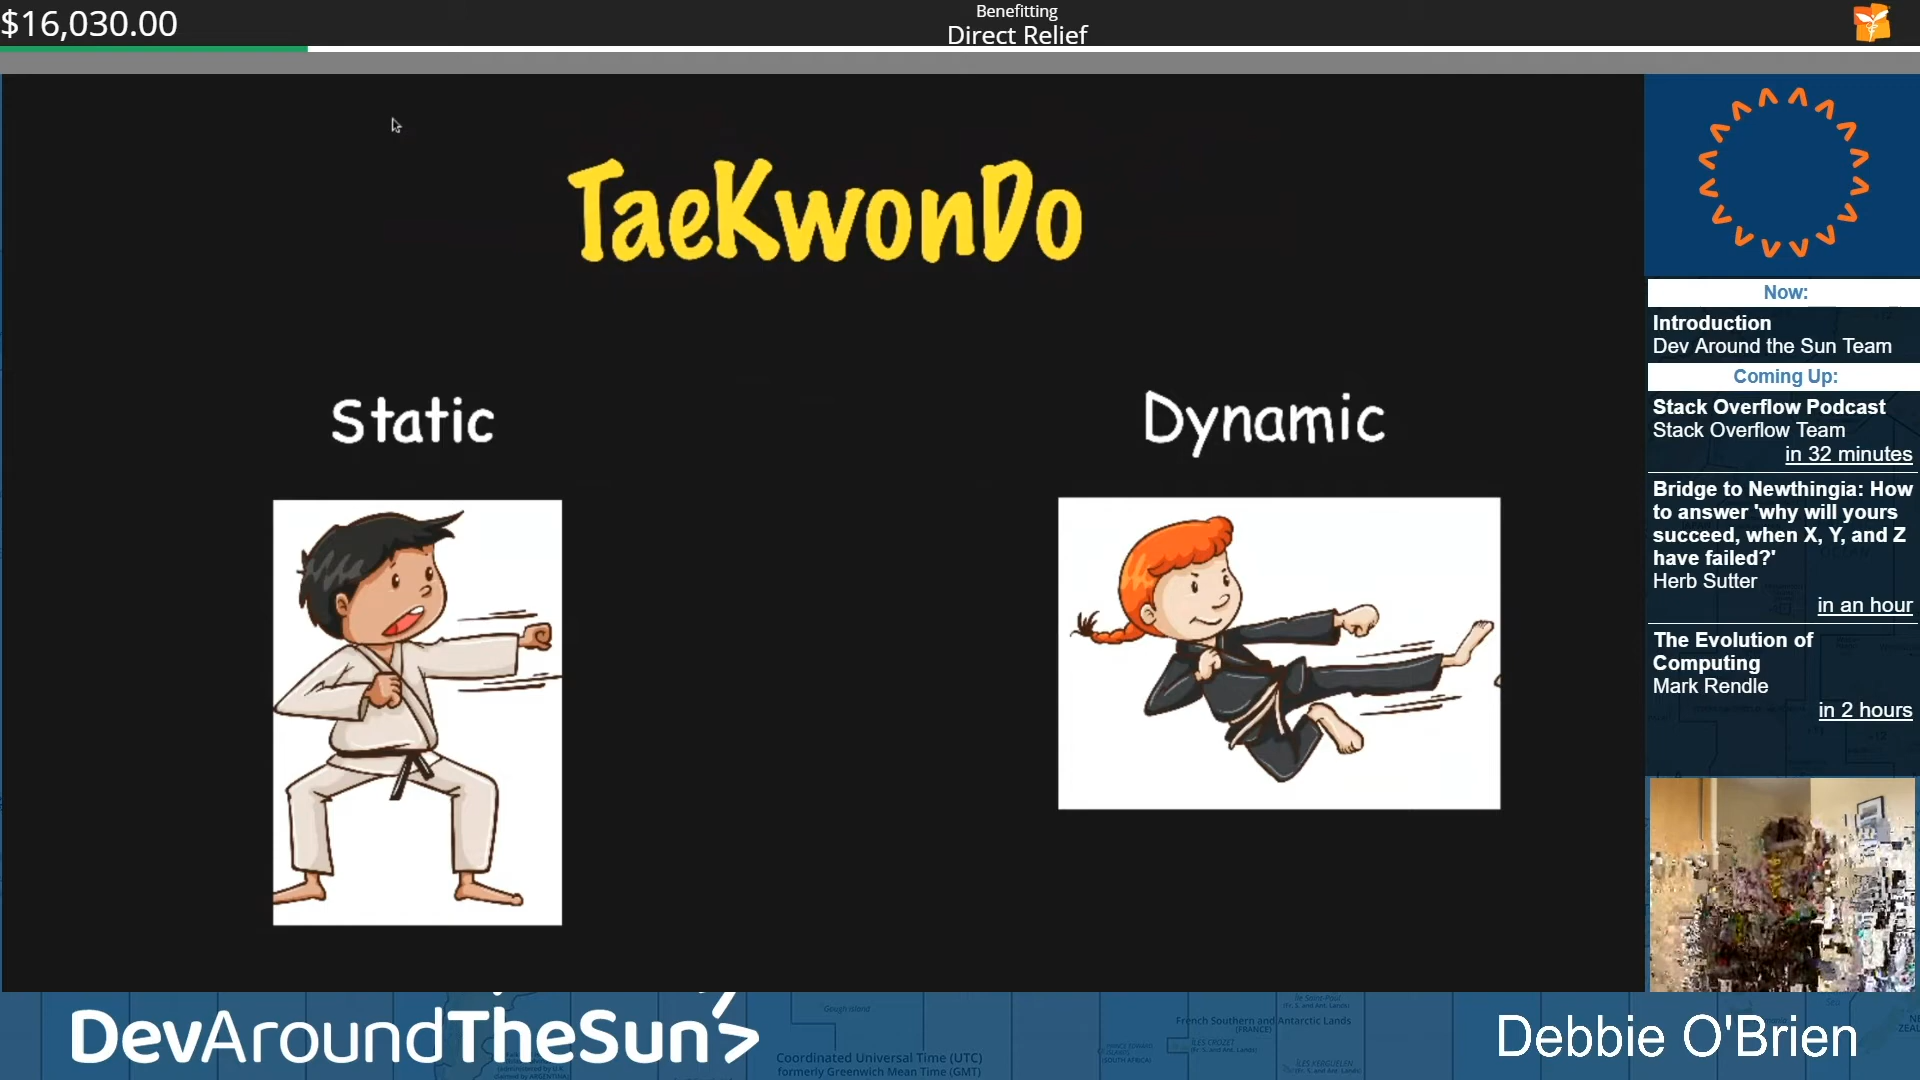 $16,030.00
Benefitting
Direct Relief
TaeKwonDo
Static
Dynamic
Now:
Introduction
Dev Around the Sun Team
Coming Up:
Stack Overflow Podcast
Stack Overflow Team
in 32 minutes
Bridge to Newthingia: How
to answer 'why will yours
succeed, when X, Y, and Z
have failed?'
Herb Sutter
in an hour
The Evolution of
Computing
Mark Rendle
in 2 hours
DevAroundTheSun
Gough Island
Coordinated Universal Time (UTC)
formerly Greenwich Mean Time (GMT)
French Southern and Antarctic Lands
(FRANCE)
Debbie O'Brien